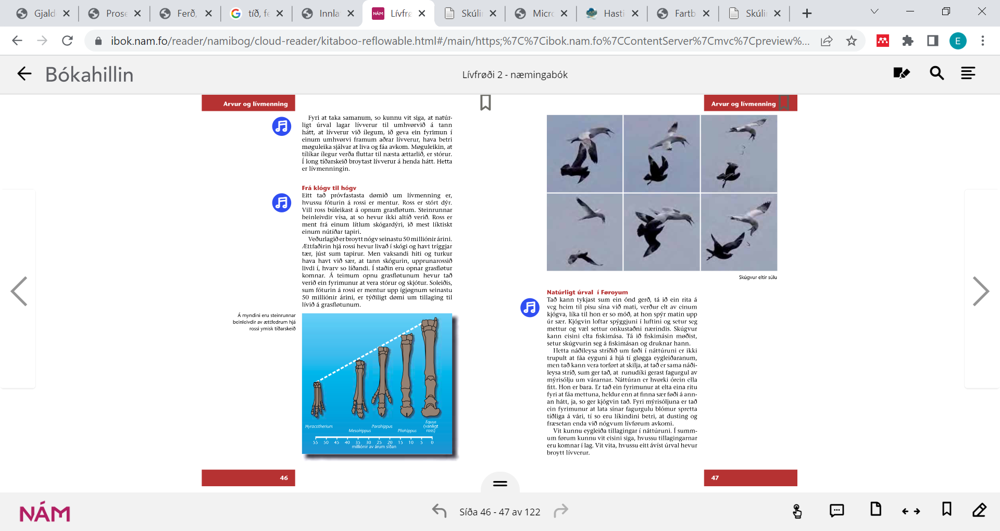 Gjald
Prose
Ferð,
tíð, fe
Innla
NÁM
Lívfrø
Skúlin
Micro
Hasti
Fartb
Skúlin
ibok.nam.fo/reader/namibog/cloud-reader/kitaboo-reflowable.html#/main/https;%7C%7Cibok.nam.fo%7CContentServer%7Cmvc%7Cpreview%...
E
Bókahillin
Lívfrøði 2 - næmingabók
Arvur og lívmenning
Fyri at taka samanum, so kunnu vit siga, at natúr-
ligt úrval lagar lívverur til umhvørvið á tann
hátt, at lívverur við ílegum, ið geva ein fyrimun í
einum umhvørvi framum aðrar lívverur, hava betri
møguleika sjálvar at liva og fáa avkom. Møguleikin, at
tílíkar ílegur verða fluttar til næsta ættarlið, er stórur.
Í long tíðarskeið broytast lívverur á henda hátt. Hetta
er lívmenningin.
Frá klógv til hógv
Eitt tað próvfastasta dømið um lívmenning er,
hvussu fóturin á rossi er mentur. Ross er stórt dýr.
Vill ross búleikast á opnum grasfløtum. Steinrunnar
beinleivdir vísa, at so hevur ikki altíð verið. Ross er
ment frá einum lítlum skógardýri, ið mest líktist
einum nútíðar tapiri.
Veðurlagið er broytt nógv seinastu 50 milliónir árini.
Ættfaðirin hjá rossi hevur livað í skógi og havt tríggjar
tær, júst sum tapirur. Men vaksandi hiti og turkur
hava havt við sær, at tann skógurin, upprunarossið
livdi í, hvarv so líðandi. Í staðin eru opnar grasfløtur
komnar. Á teimum opnu grasfløtunum hevur tað
verið ein fyrimunur at vera stórur og skjótur. Soleiðis,
sum fóturin á rossi er mentur upp ígjøgnum seinastu
50 milliónir árini, er týðiligt dømi um tillaging til
lívið á grasfløtunum.
Á myndini eru steinrunnar
beinleivdir av ættfedrum hjá
rossi ymisk tíðarskeið
Hyracotherium
Mesohippus
Parahippus
Pliohippus
Equus
(vanligt
ross)
55 50 45 40 35 30 25 20 15 10 5 0
milliónir av árum síðan
46
Arvur og lívmenning
Skúgvur eltir súlu
Natúrligt úrval í Føroyum
Tað kann tykjast sum ein ónd gerð, tá ið ein rita á
veg heim til pisu sína við mati, verður elt av einum
kjógva, líka til hon er so móð, at hon spýr matin upp
úr sær. Kjógvin loftar spýggjuni í luftini og setur seg
mettur og væl settur onkustaðni nærindis. Skúgvur
kann eisini elta fiskimása. Tá ið fiskimásin møðist,
setur skúgvurin seg á fiskimásan og druknar hann.
Hetta náðileysa stríðið um føði í náttúruni er ikki
trupult at fáa eyguni á hjá tí gløgga eygleiðaranum,
men tað kann vera torført at skilja, at tað er sama náði-
leysa stríð, sum ger tað, at runudíki gerast fagurgul av
mýrisólju um várarnar. Náttúran er hvørki órein ella
fitt. Hon er bara. Er tað ein fyrimunur at elta eina ritu
fyri at fáa mettuna, heldur enn at finna sær føði á ann-
an hátt, ja, so ger kjógvin tað. Fyri mýrisóljuna er tað
ein fyrimunur at lata sínar fagurgulu blómur spretta
tíðliga á vári, tí so eru líkindini betri, at dusting og
fræsetan enda við nógvum lívførum avkomi.
Vit kunnu eygleiða tillagingar í náttúruni. Í summ-
um førum kunnu vit eisini siga, hvussu tillagingarnar
eru komnar í lag. Vit vita, hvussu eitt ávíst úrval hevur
broytt lívverur.
47
NÁM
Síða 46 - 47 av 122